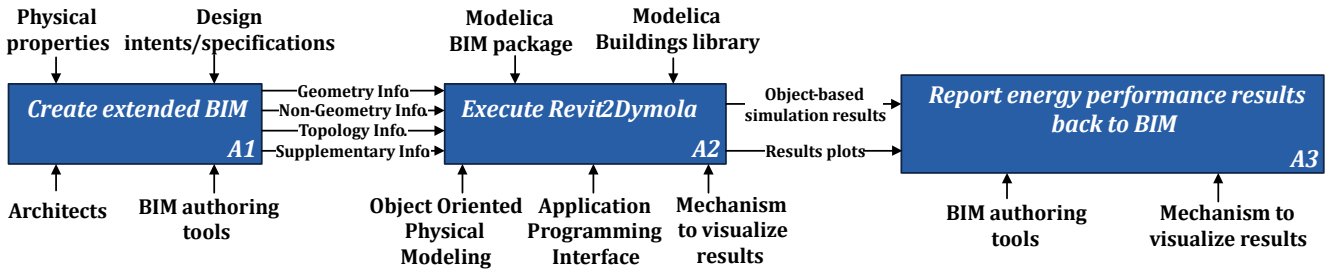 Physical
properties
Design
intents/specifications
Modelica
BIM package
Modelica
Buildings library
Create extended BIM
A1
Geometry Info.
Non-Geometry Info.
Topology Info.
Supplementary Info
Execute Revit2Dymola
A2
Object-based
simulation results
Results plots
Report energy performance results
back to BIM
A3
Architects
BIM authoring
tools
Object Oriented
Physical
Modeling
Application
Programming
Interface
Mechanism
to visualize
results
BIM authoring
tools
Mechanism to
visualize results